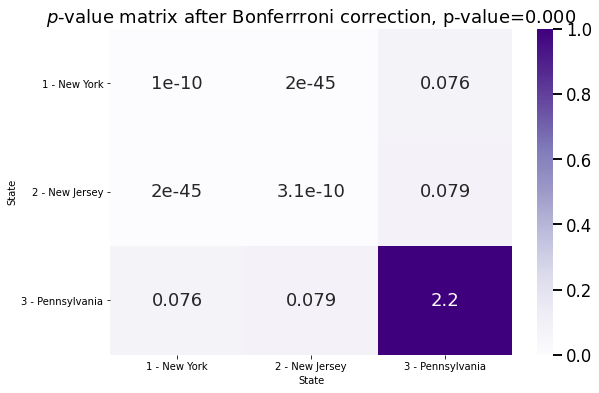 p-value matrix after Bonferrroni correction, p-value=0.000
1 - New York 1e-10 2e-45 0.076
2 - New Jersey 2e-45 3.1e-10 0.079
3 - Pennsylvania 0.076 0.079 2.2
State
1 - New York 2 - New Jersey 3 - Pennsylvania
State
1.0
0.8
0.6
0.4
0.2
0.0